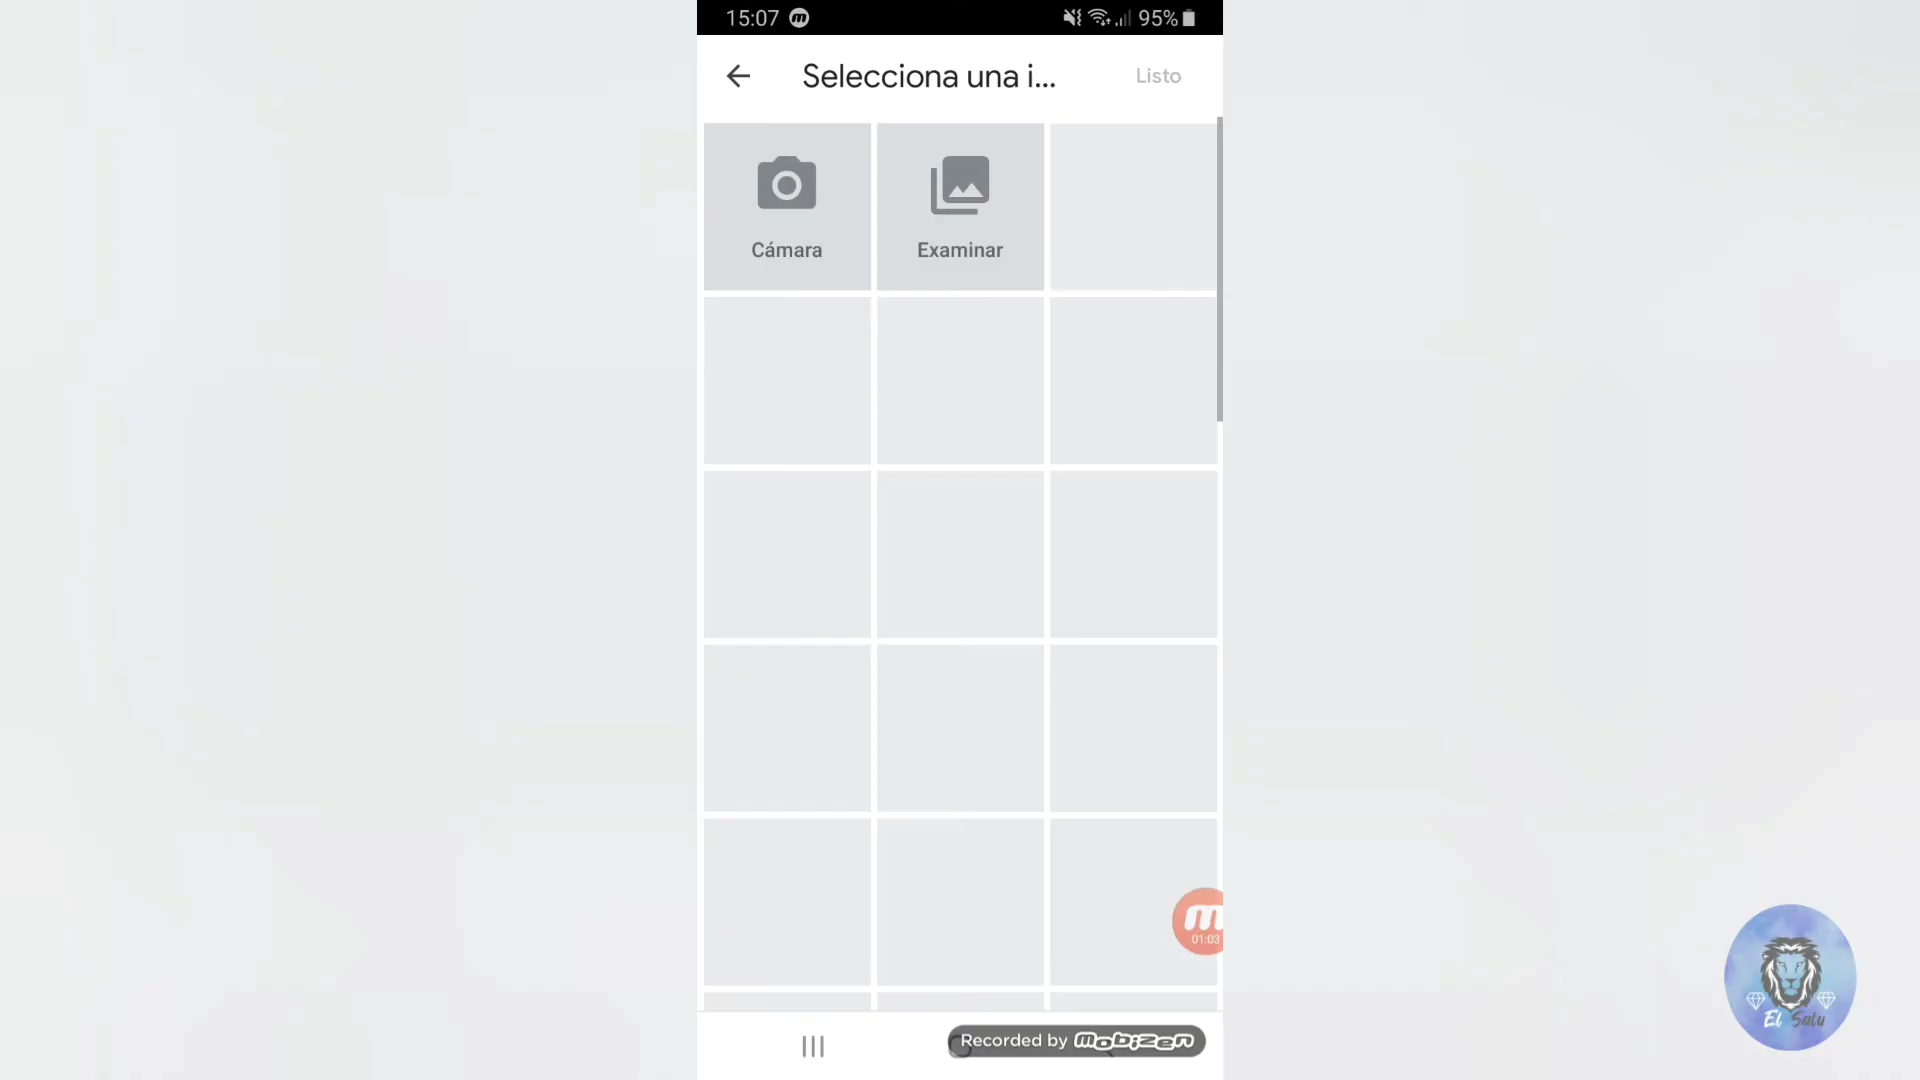 15:07 95%
Selecciona una i...
Listo
Cámara
Examinar
01:03
Recorded by mobizen
El Salu